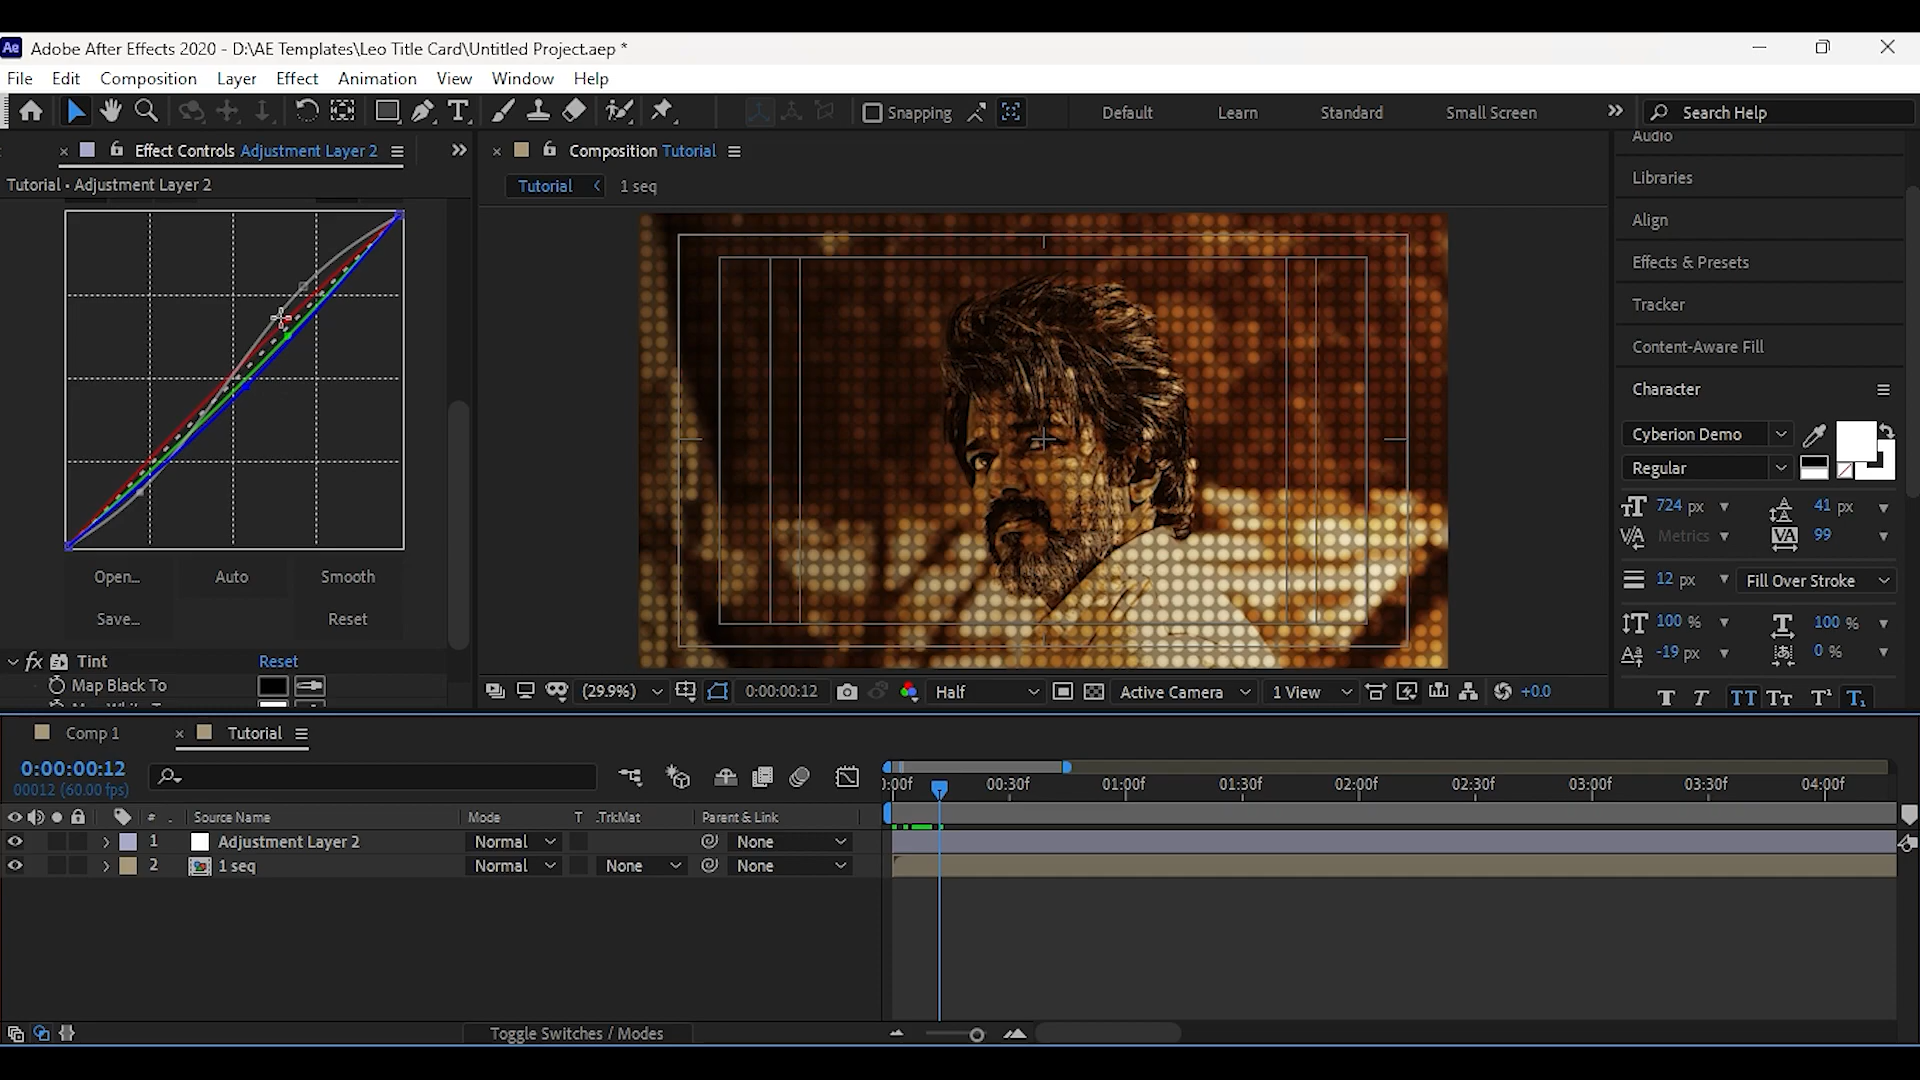 Ae Adobe After Effects 2020 - D:\AE Templates\Leo Title Card\Untitled Project.aep *
File Edit Composition Layer Effect Animation View Window Help
Snapping Default Learn Standard Small Screen Search Help
Effect Controls Adjustment Layer 2
Composition Tutorial
Audio
Tutorial • Adjustment Layer 2
Tutorial 1 seq
Libraries
Align
Effects & Presets
Tracker
Content-Aware Fill
Character
Cyberion Demo
Regular
724 px 41 px
Metrics 99
12 px Fill Over Stroke
100 % 100 %
-19 px 0 %
T T TT Tт T¹ T₁
Open... Auto Smooth
Save... Reset
fx Tint Reset
Map Black To
(29.9%) 0:00:00:12 Half Active Camera 1 View +0.0
Comp 1 Tutorial
0:00:00:12
00012 (60.00 fps)
:00f 00:30f 01:00f 01:30f 02:00f 02:30f 03:00f 03:30f 04:00f
# Source Name Mode T .TrkMat Parent & Link
1 Adjustment Layer 2 Normal None
2 1 seq Normal None None
Toggle Switches / Modes